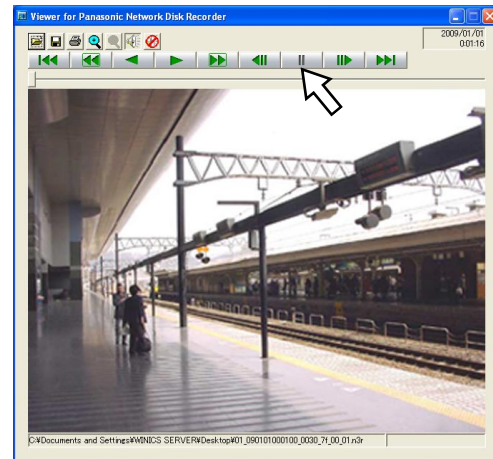 Viewer for Panasonic Network Disk Recorder
2009/01/01
0:01:16
C:¥Documents and Settings¥WINICS SERVER¥Desktop¥01_090101000100_0030_7f_00_01.n3r